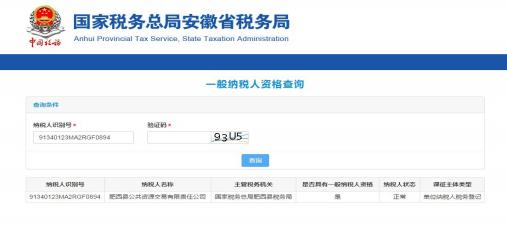 国家税务总局安徽省税务局
Anhui Provincial Tax Service, State Taxation Administration
中国税务
一般纳税人资格查询
查询条件
纳税人识别号* 验证码*
91340123MA2RGF0894 93U5
查询
纳税人识别号 纳税人名称 主管税务机关 是否具有一般纳税人资格 纳税人状态 课征主体类型
91340123MA2RGF0894 肥西县公共资源交易有限责任公司 国家税务总局肥西县税务局 是 正常 单位纳税人税务登记